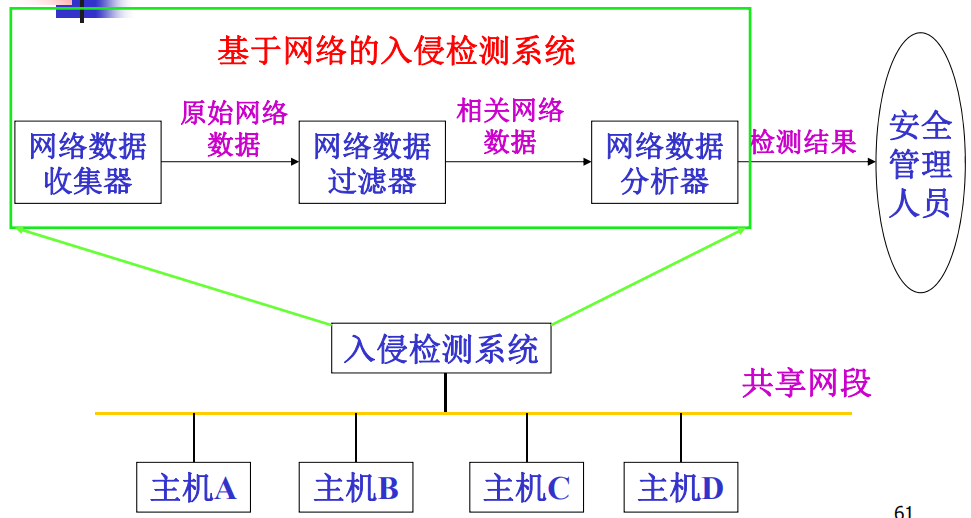 基于网络的入侵检测系统
网络数据
收集器
原始网络
数据
网络数据
过滤器
相关网络
数据
网络数据
分析器
检测结果
安全
管理
人员
入侵检测系统
共享网段
主机A
主机B
主机C
主机D
61